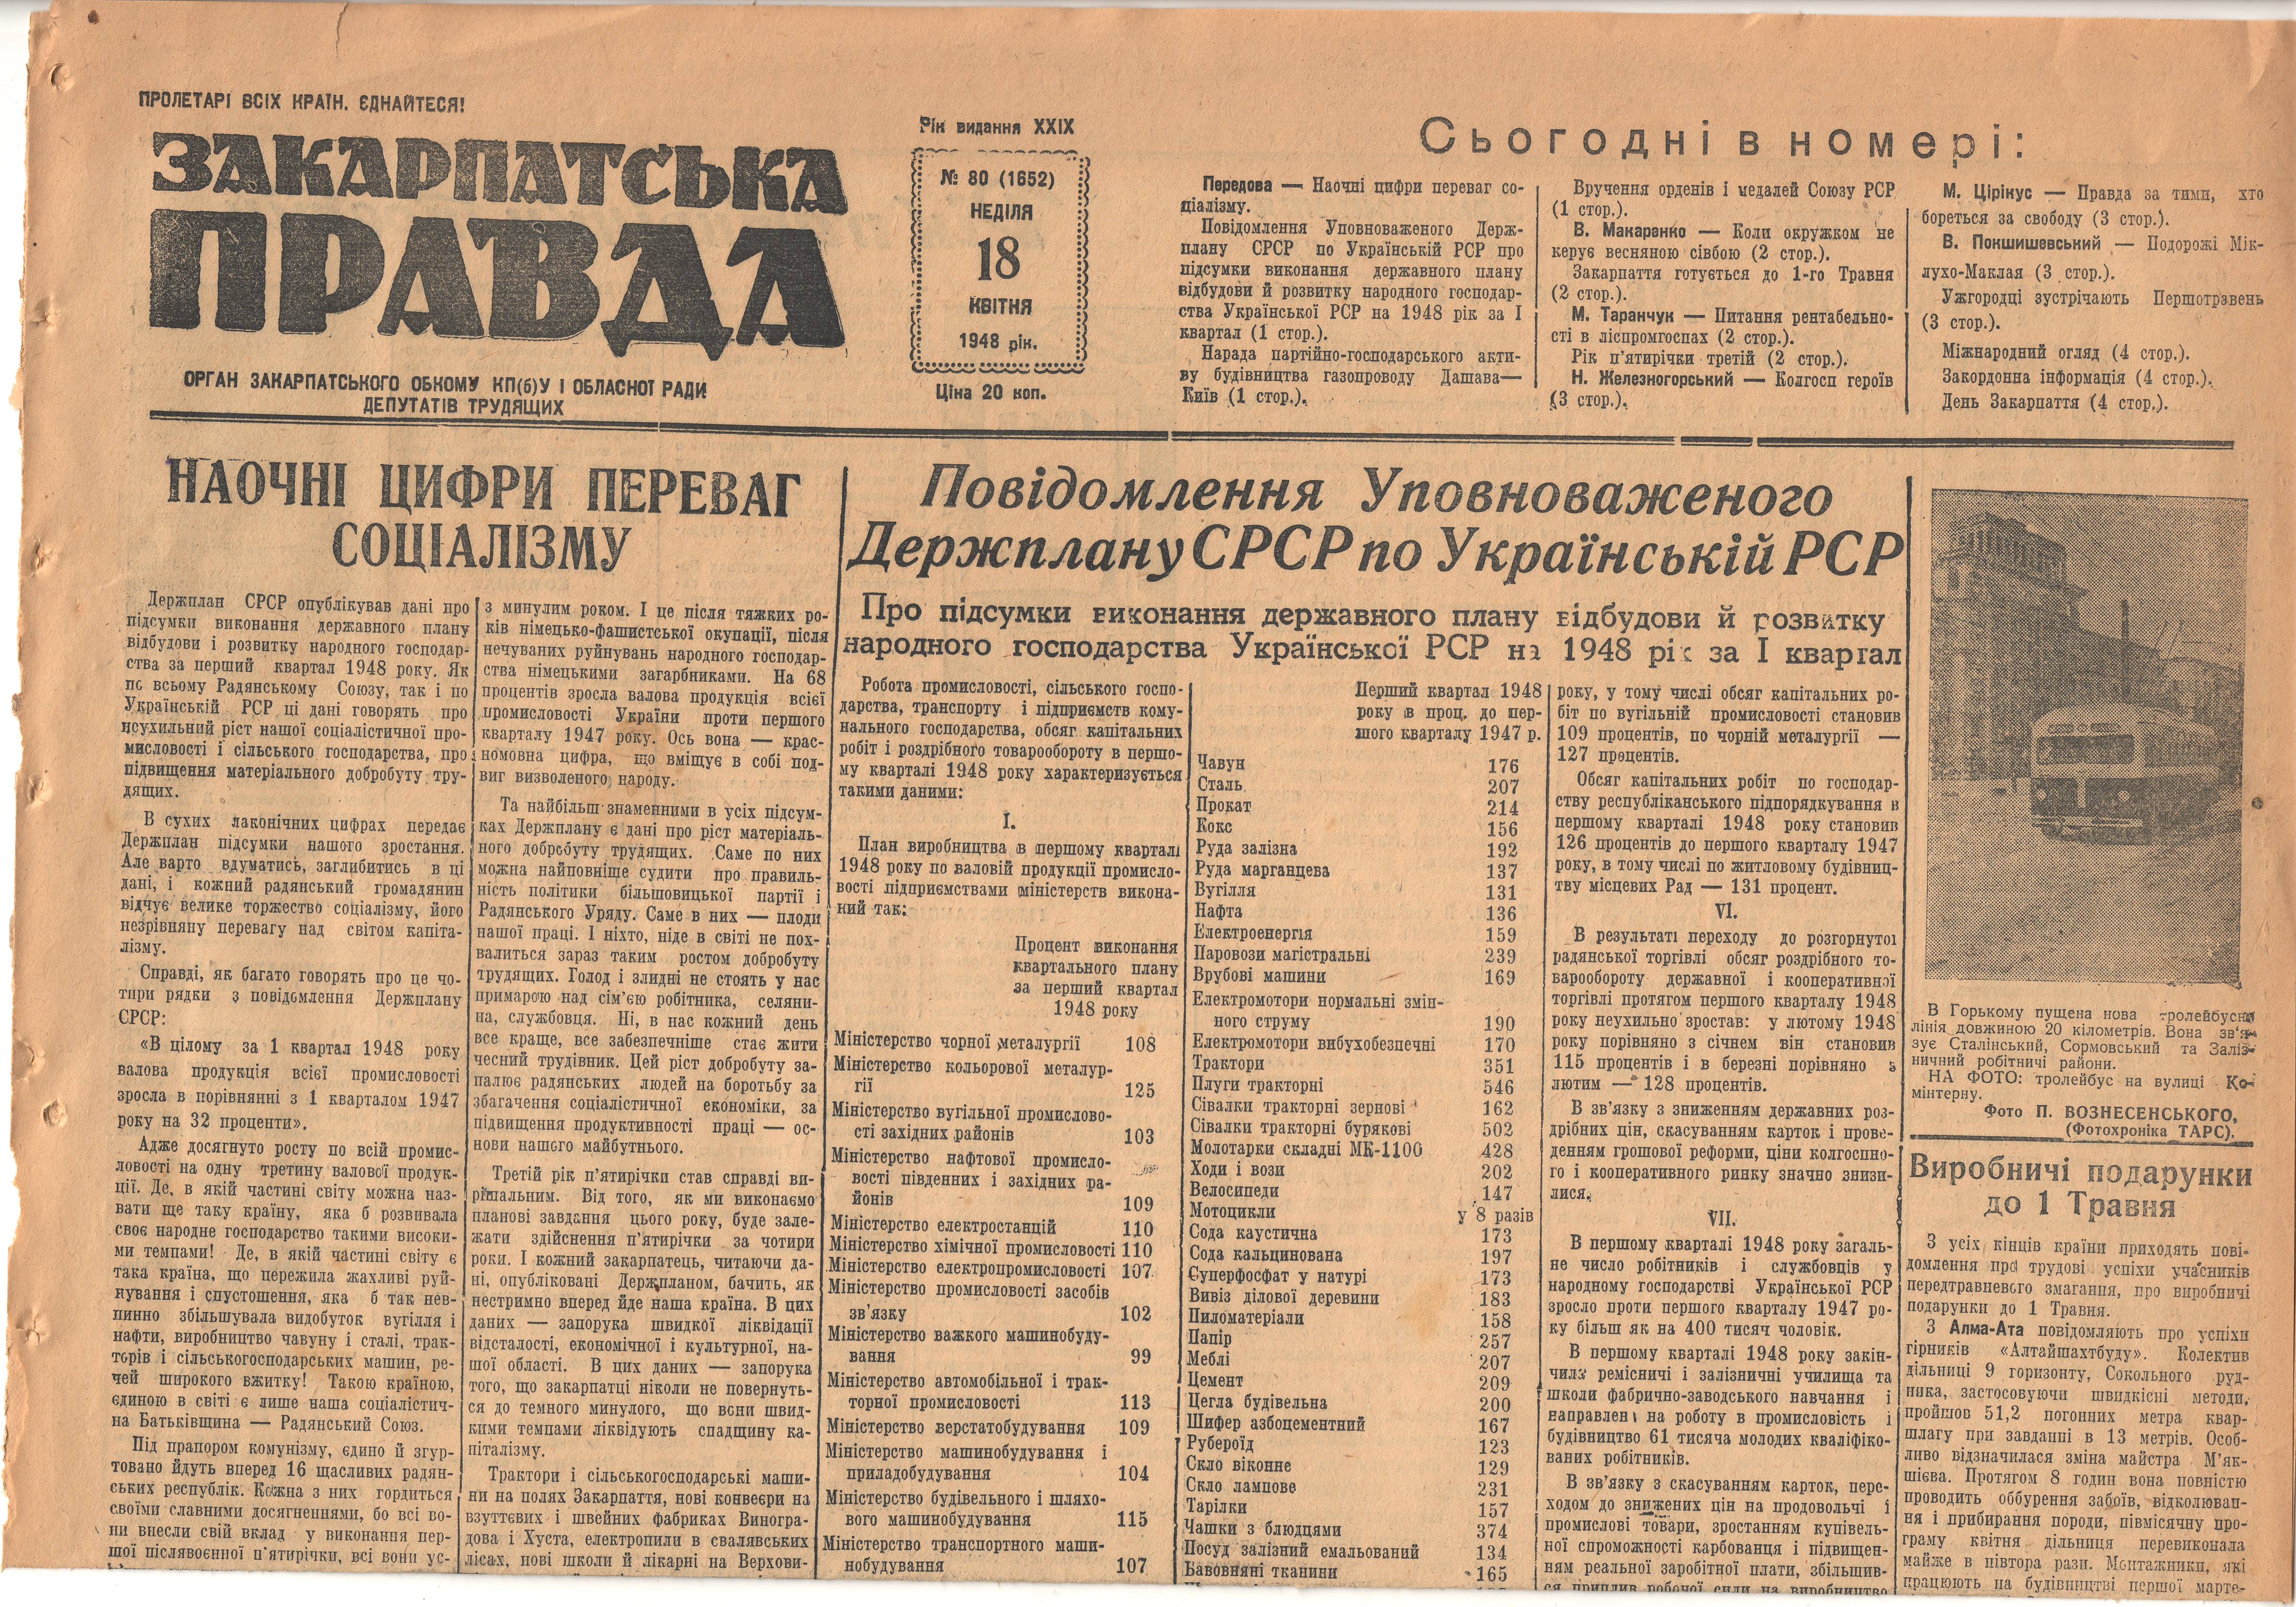 ПРОЛЕТАРІ ВСІХ КРАЇН, ЄДНАЙТЕСЯ!
ЗАКАРПАТСЬКА
ПРАВДА
ОРГАН ЗАКАРПАТСЬКОГО ОБКОМУ КП(б)У І ОБЛАСНОЇ РАДИ
ДЕПУТАТІВ ТРУДЯЩИХ
Рік видання XXIX
№ 80 (1652)
НЕДІЛЯ
18
КВІТНЯ
1948 рік.
Ціна 20 коп.
Сьогодні в номері:
Передова — Наочні цифри переваг со-
ціалізму.
Повідомлення Уповноваженого Держ-
плану СРСР по Українській РСР про
підсумки виконання державного плану
відбудови й розвитку народного господар-
ства Української РСР на 1948 рік за I
квартал (1 стор.).
Нарада партійно-господарського акти-
ву будівництва газопроводу Дашава—
Київ (1 стор.).
Вручення орденів і медалей Союзу РСР
(1 стор.).
В. Макаренко — Коли окружком не
керує весняною сівбою (2 стор.).
Закарпаття готується до 1-го Травня
(2 стор.).
М. Таранчук — Питання рентабельно-
сті в ліспромгоспах (2 стор.).
Рік п'ятирічки третій (2 стор.).
Н. Железногорський — Колгосп героїв
(3 стор.).
М. Цірікус — Правда за тими, хто
бореться за свободу (3 стор.).
В. Покшишевський — Подорожі Мік-
лухо-Маклая (3 стор.).
Ужгородці зустрічають Першотравень
(3 стор.).
Міжнародний огляд (4 стор.).
Закордонна інформація (4 стор.).
День Закарпаття (4 стор.).
НАОЧНІ ЦИФРИ ПЕРЕВАГ
СОЦІАЛІЗМУ
Держплан СРСР опублікував дані про
підсумки виконання державного плану
відбудови і розвитку народного господар-
ства за перший квартал 1948 року. Як
по всьому Радянському Союзу, так і по
Українській РСР ці дані говорять про
неухильний ріст нашої соціалістичної про-
мисловості і сільського господарства, про
підвищення матеріального добробуту тру-
дящих.
В сухих лаконічних цифрах передає
Держплан підсумки нашого зростання.
Але варто вдуматись, заглибитись в ці
дані, і кожний радянський громадянин
відчує велике торжество соціалізму, його
незрівняну перевагу над світом капіта-
лізму.
Справді, як багато говорять про це чо-
тири рядки з повідомлення Держплану
СРСР:
«В цілому за 1 квартал 1948 року
валова продукція всієї промисловості
зросла в порівнянні з 1 кварталом 1947
року на 32 проценти».
Адже досягнуто росту по всій промис-
ловості на одну третину валової продук-
ції. Де, в якій частині світу можна наз-
вати ще таку країну, яка б розвивала
своє народне господарство такими високи-
ми темпами! Де, в якій частині світу є
така країна, що пережила жахливі руй-
нування і спустошення, яка б так нев-
пинно збільшувала видобуток вугілля і
нафти, виробництво чавуну і сталі, трак-
торів і сільськогосподарських машин, ре-
чей широкого вжитку! Такою країною,
єдиною в світі є лише наша соціалістич-
на Батьківщина — Радянський Союз.
Під прапором комунізму, єдино й згур-
товано йдуть вперед 16 щасливих радян-
ських республік. Кожна з них гордиться
своїми славними досягненнями, бо всі во-
ни внесли свій вклад у виконання пер-
шої післявоєнної п'ятирічки, всі вони ус-
з минулим роком. І це після тяжких ро-
ків німецько-фашистської окупації, після
нечуваних руйнувань народного господар-
ства німецькими загарбниками. На 68
процентів зросла валова продукція всієї
промисловості України проти першого
кварталу 1947 року. Ось вона — крас-
номовна цифра, що вміщує в собі под-
виг визволеного народу.
Та найбільш знаменними в усіх підсум-
ках Держплану є дані про ріст матеріаль-
ного добробуту трудящих. Саме по них
можна найповніше судити про правиль-
ність політики більшовицької партії і
Радянського Уряду. Саме в них — плоди
нашої праці. І ніхто, ніде в світі не пох-
валиться зараз таким ростом добробуту
трудящих. Голод і злидні не стоять у нас
примарою над сім'єю робітника, селяни-
на, службовця. Ні, в нас кожний день
все краще, все забезпечніше стає жити
чесний трудівник. Цей ріст добробуту за-
палює радянських людей на боротьбу за
збагачення соціалістичної економіки, за
підвищення продуктивності праці — ос-
нови нашого майбутнього.
Третій рік п'ятирічки став справді ви-
рішальним. Від того, як ми виконаємо
планові завдання цього року, буде зале-
жати здійснення п'ятирічки за чотири
роки. І кожний закарпатець, читаючи да-
ні, опубліковані Держпланом, бачить, як
нестримно вперед йде наша країна. В цих
даних — запорука швидкої ліквідації
відсталості, економічної і культурної, на-
шої області. В цих даних — запорука
того, що закарпатці ніколи не повернуть-
ся до темного минулого, що вони швид-
кими темпами ліквідують спадщину ка-
піталізму.
Трактори і сільськогосподарські маши-
ни на полях Закарпаття, нові конвеєри на
взуттєвих і швейних фабриках Виногра-
дова і Хуста, електропили в свалявських
лісах, нові школи й лікарні на Верхови-
Повідомлення Уповноваженого
Держплану СРСР по Українській РСР
Про підсумки виконання державного плану відбудови й розвитку
народного господарства Української РСР на 1948 рік за I квартал
Робота промисловості, сільського госпо-
дарства, транспорту і підприємств кому-
нального господарства, обсяг капітальних
робіт і роздрібного товарообороту в першо-
му кварталі 1948 року характеризується
такими даними:
I.
План виробництва в першому кварталі
1948 року по валовій продукції промисло-
вості підприємствами міністерств викона-
ний так:
Процент виконання
квартального плану
за перший квартал
1948 року
Міністерство чорної металургії 108
Міністерство кольорової металур-
гії 125
Міністерство вугільної промислово-
сті західних районів 103
Міністерство нафтової промисло-
вості південних і західних ра-
йонів 109
Міністерство електростанцій 110
Міністерство хімічної промисловості 110
Міністерство електропромисловості 107
Міністерство промисловості засобів
зв'язку 102
Міністерство важкого машинобуду-
вання 99
Міністерство автомобільної і трак-
торної промисловості 113
Міністерство верстатобудування 109
Міністерство машинобудування і
приладобудування 104
Міністерство будівельного і шляхо-
вого машинобудування 115
Міністерство транспортного маши-
нобудування 107
Перший квартал 1948
року в проц. до пер-
шого кварталу 1947 р.
Чавун 176
Сталь 207
Прокат 214
Кокс 156
Руда залізна 192
Руда марганцева 137
Вугілля 131
Нафта 136
Електроенергія 159
Паровози магістральні 239
Врубові машини 169
Електромотори нормальні змін-
ного струму 190
Електромотори вибухобезпечні 170
Трактори 351
Плуги тракторні 546
Сівалки тракторні зернові 162
Сівалки тракторні бурякові 502
Молотарки складні МК-1100 428
Ходи і вози 202
Велосипеди 147
Мотоцикли у 8 разів
Сода каустична 173
Сода кальцинована 197
Суперфосфат у натурі 173
Вивіз ділової деревини 183
Пиломатеріали 158
Папір 257
Меблі 207
Цемент 209
Цегла будівельна 200
Шифер азбоцементний 167
Рубероїд 123
Скло віконне 129
Скло лампове 231
Тарілки 157
Чашки з блюдцями 374
Посуд залізний емальований 134
Бавовняні тканини 165
року, у тому числі обсяг капітальних ро-
біт по вугільній промисловості становив
109 процентів, по чорній металургії —
127 процентів.
Обсяг капітальних робіт по господар-
ству республіканського підпорядкування в
першому кварталі 1948 року становив
126 процентів до першого кварталу 1947
року, в тому числі по житловому будівниц-
тву місцевих Рад — 131 процент.
VI.
В результаті переходу до розгорнутої
радянської торгівлі обсяг роздрібного то-
варообороту державної і кооперативної
торгівлі протягом першого кварталу 1948
року неухильно зростав: у лютому 1948
року порівняно з січнем він становив
115 процентів і в березні порівняно з
лютим — 128 процентів.
В зв'язку з зниженням державних роз-
дрібних цін, скасуванням карток і прове-
денням грошової реформи, ціни колгоспно-
го і кооперативного ринку значно знизи-
лися.
VII.
В першому кварталі 1948 року загаль-
не число робітників і службовців у
народному господарстві Української РСР
зросло проти першого кварталу 1947 ро-
ку більш як на 400 тисяч чоловік.
В першому кварталі 1948 року закін-
чила ремісничі і залізничні училища та
школи фабрично-заводського навчання і
направлені на роботу в промисловість і
будівництво 61 тисяча молодих кваліфіко-
ваних робітників.
В зв'язку з скасуванням карток, пере-
ходом до знижених цін на продовольчі і
промислові товари, зростанням купівель-
ної спроможності карбованця і підвищен-
ням реальної заробітної плати, збільшив-
ся приплив робочої сили на виробництво
В Горькому пущена нова тролейбусна
лінія довжиною 20 кілометрів. Вона зв'я-
зує Сталінський, Сормовський та Заліз-
ничний робітничі райони.
НА ФОТО: тролейбус на вулиці Ко-
мінтерну.
Фото П. ВОЗНЕСЕНСЬКОГО,
(Фотохроніка ТАРС).
Виробничі подарунки
до 1 Травня
З усіх кінців країни приходять пові-
домлення про трудові успіхи учасників
передтравневого змагання, про виробничі
подарунки до 1 Травня.
З Алма-Ата повідомляють про успіхи
гірників «Алтайшахтбуду». Колектив
дільниці 9 горизонту, Сокольного руд-
ника, застосовуючи швидкісні методи,
пройшов 51,2 погонних метра квер-
шлагу при завданні в 13 метрів. Особ-
ливо відзначилася зміна майстра М'як-
шієва. Протягом 8 годин вона повністю
проводить оббурення забоїв, відколюван-
ня і прибирання породи, півмісячну про-
граму квітня дільниця перевиконала
майже в півтора рази. Монтажники, які
працюють на будівництві першої марте-